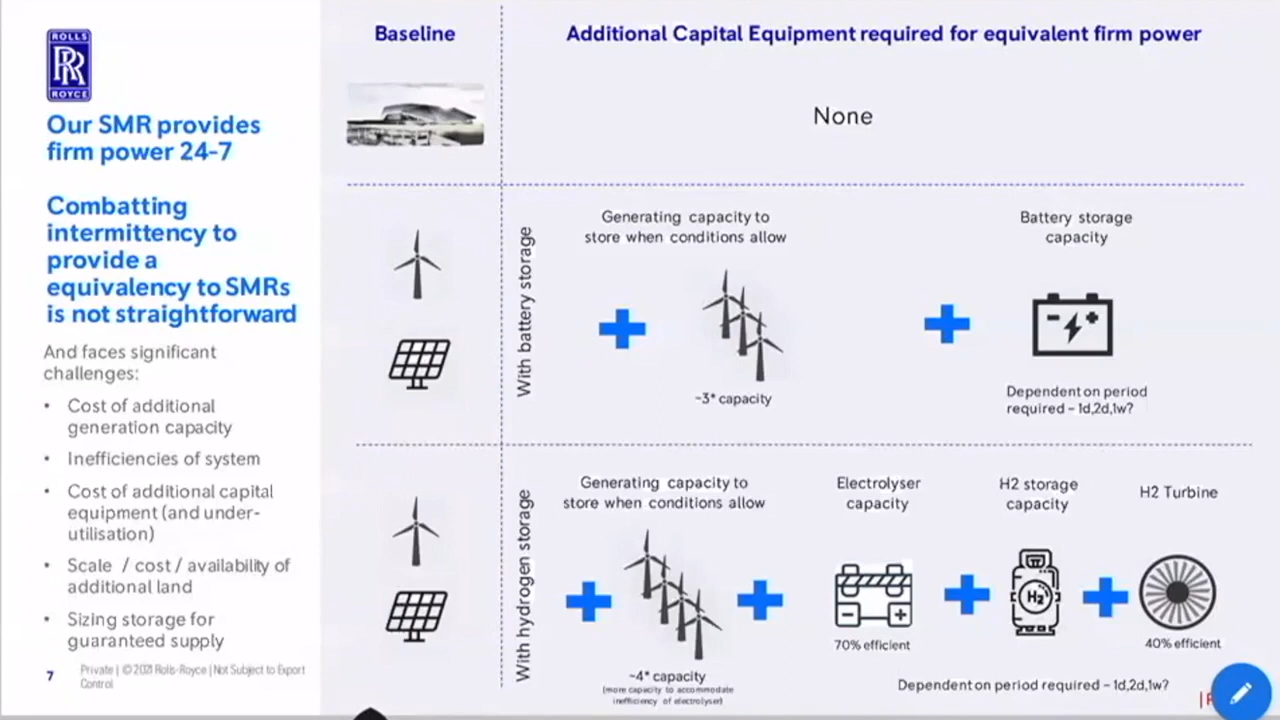 ROLLS
RR
ROYCE
Our SMR provides
firm power 24-7
Combatting
intermittency to
provide a
equivalency to SMRs
is not straightforward
And faces significant
challenges:
• Cost of additional
generation capacity
• Inefficiencies of system
• Cost of additional capital
equipment (and under-
utilisation)
• Scale / cost / availability of
additional land
• Sizing storage for
guaranteed supply
7
Private | © 2021 Rolls-Royce | Not Subject to Export
Control
Baseline
Additional Capital Equipment required for equivalent firm power
None
With battery storage
Generating capacity to
store when conditions allow
~3* capacity
Battery storage
capacity
Dependent on period
required – 1d,2d,1w?
With hydrogen storage
Generating capacity to
store when conditions allow
~4* capacity
(more capacity to accommodate
inefficiency of electrolyser)
Electrolyser
capacity
70% efficient
H2 storage
capacity
H2
H2 Turbine
40% efficient
Dependent on period required – 1d,2d,1w?